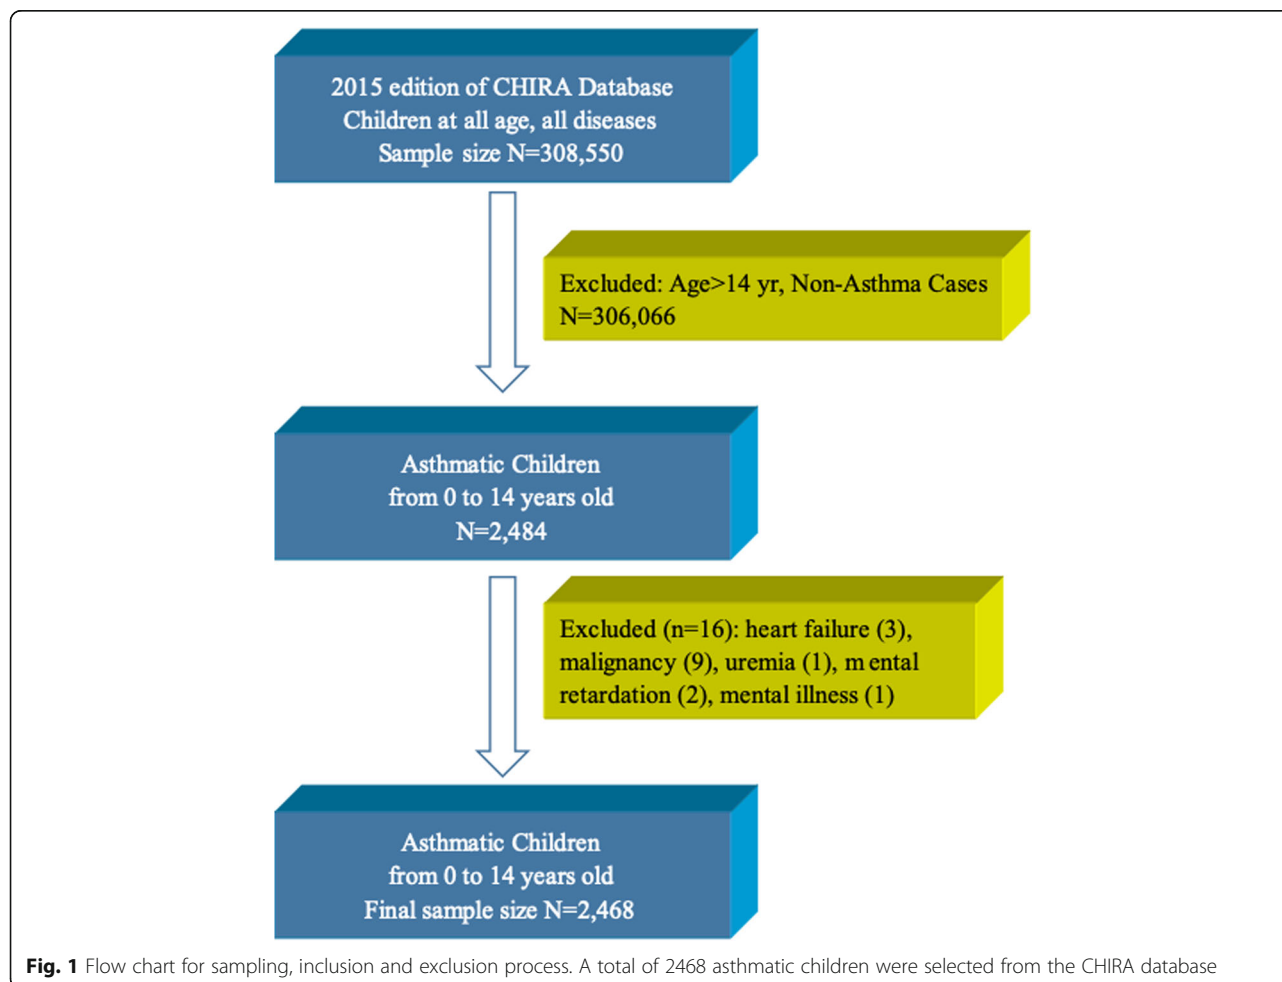 2015 edition of CHIRA Database
Children at all age, all diseases
Sample size N=308,550
Excluded: Age>14 yr, Non-Asthma Cases
N=306,066
Asthmatic Children
from 0 to 14 years old
N=2,484
Excluded (n=16): heart failure (3),
malignancy (9), uremia (1), mental
retardation (2), mental illness (1)
Asthmatic Children
from 0 to 14 years old
Final sample size N=2,468
Fig. 1 Flow chart for sampling, inclusion and exclusion process. A total of 2468 asthmatic children were selected from the CHIRA database